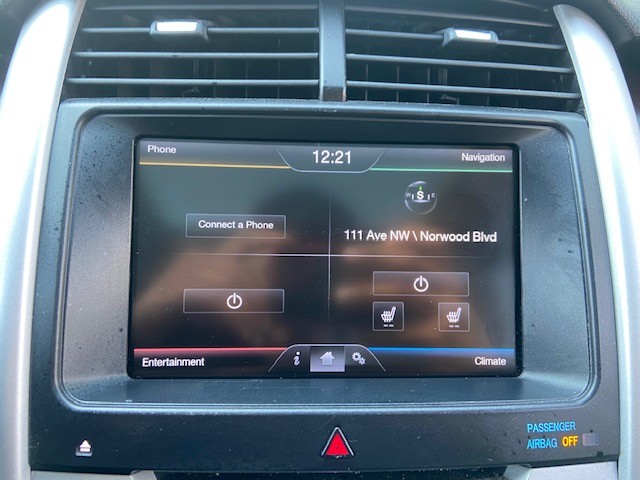 Phone
12:21
Navigation
W S E
Connect a Phone
111 Ave NW \ Norwood Blvd
Entertainment
i
Climate
PASSENGER
AIRBAG OFF